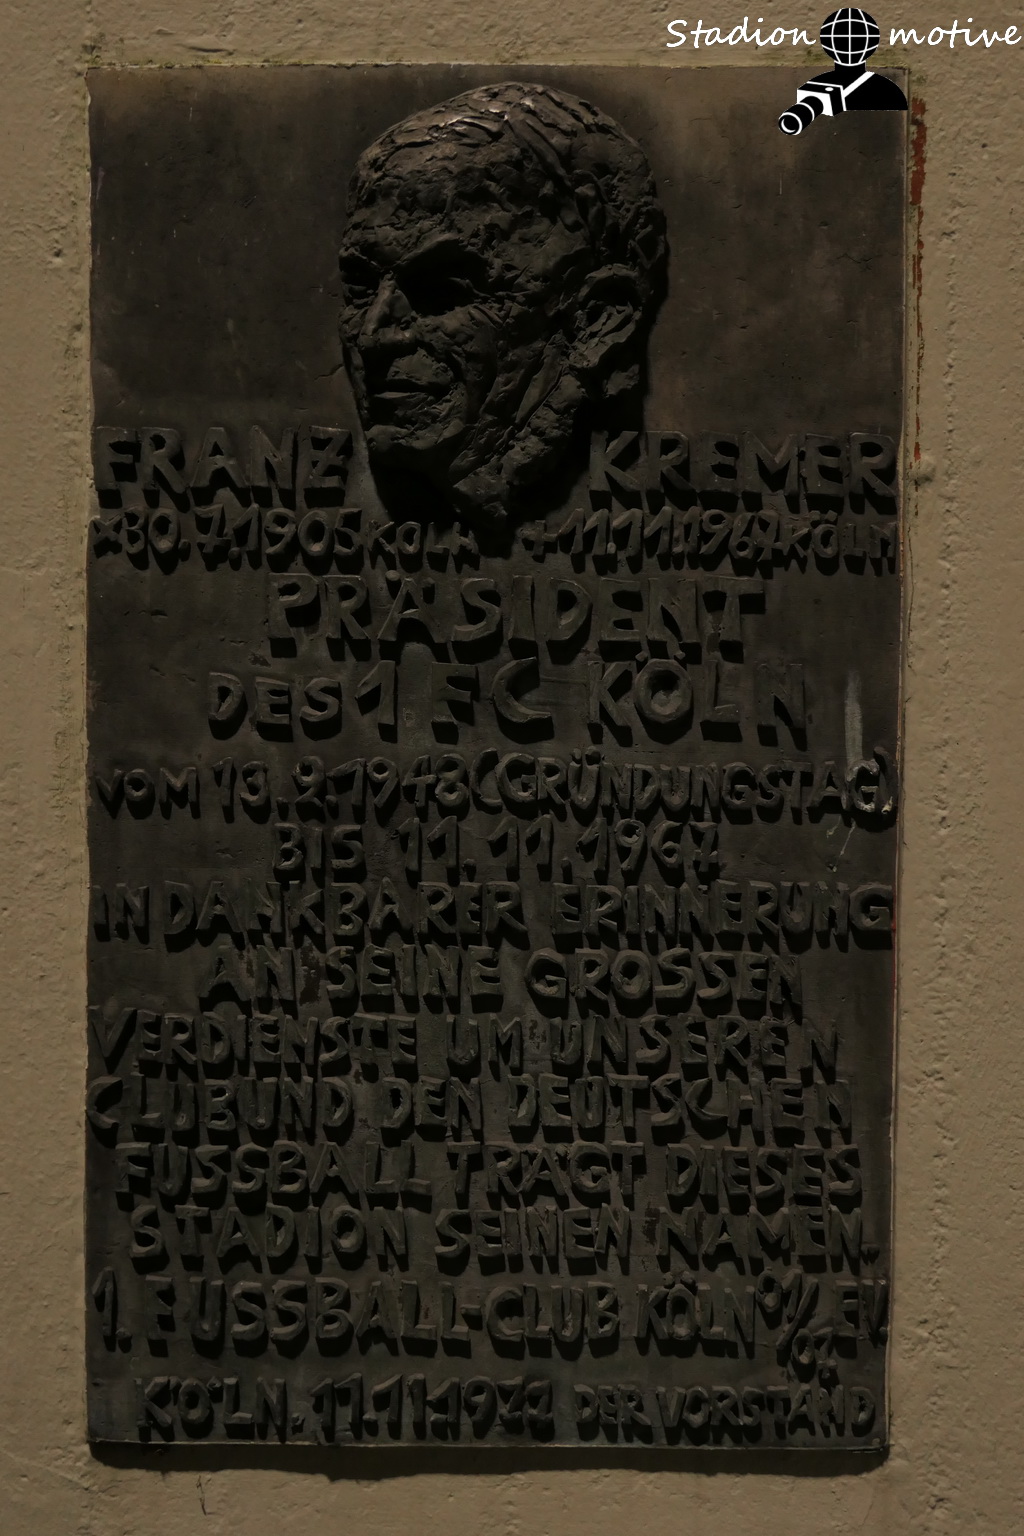 Stadion motive
FRANZ KREMER
*30.7.1905 KÖLN +11.11.1967 KÖLN
PRÄSIDENT
DES 1 FC KÖLN
VOM 13.2.1948 (GRÜNDUNGSTAG)
BIS 11.11.1967
IN DANKBARER ERINNERUNG
AN SEINE GROSSEN
VERDIENSTE UM UNSEREN
CLUB UND DEN DEUTSCHEN
FUSSBALL TRÄGT DIESES
STADION SEINEN NAMEN.
1. FUSSBALL-CLUB KÖLN 01/07 E.V.
KÖLN, 11.11.1971 DER VORSTAND